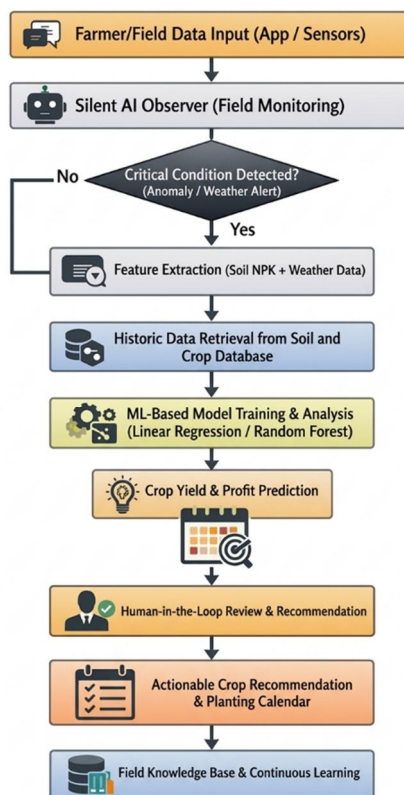 Farmer/Field Data Input (App / Sensors)
Silent AI Observer (Field Monitoring)
No
Critical Condition Detected?
(Anomaly / Weather Alert)
Yes
Feature Extraction (Soil NPK + Weather Data)
Historic Data Retrieval from Soil and
Crop Database
ML-Based Model Training & Analysis
(Linear Regression / Random Forest)
Crop Yield & Profit Prediction
Human-in-the-Loop Review & Recommendation
Actionable Crop Recommendation
& Planting Calendar
Field Knowledge Base & Continuous Learning